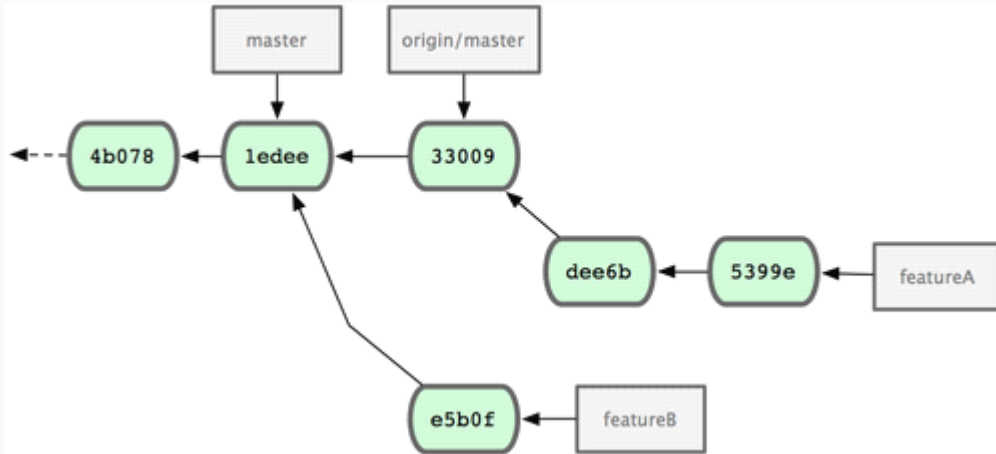 master
origin/master
4b078
1edee
33009
dee6b
5399e
featureA
e5b0f
featureB